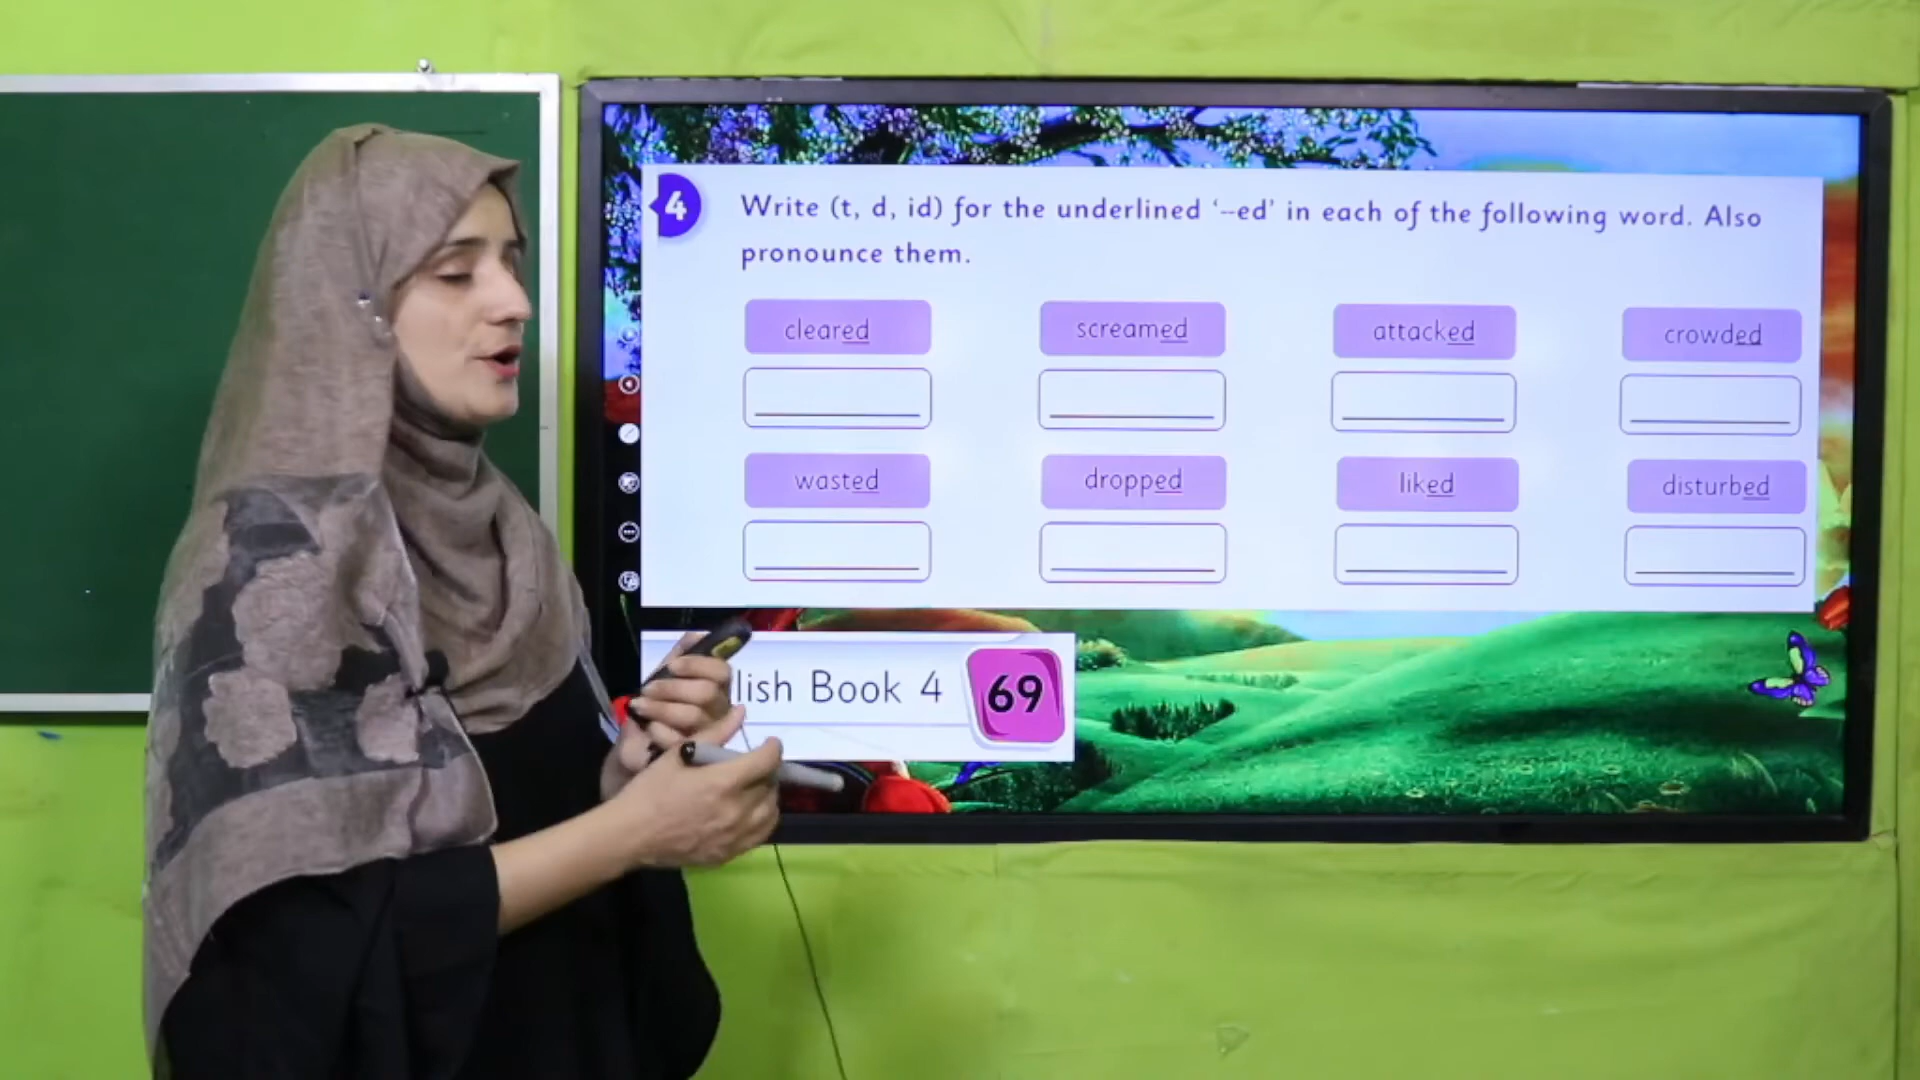 4
Write (t, d, id) for the underlined ‘--ed’ in each of the following word. Also
pronounce them.
cleared screamed attacked crowded
wasted dropped liked disturbed
lish Book 4 69